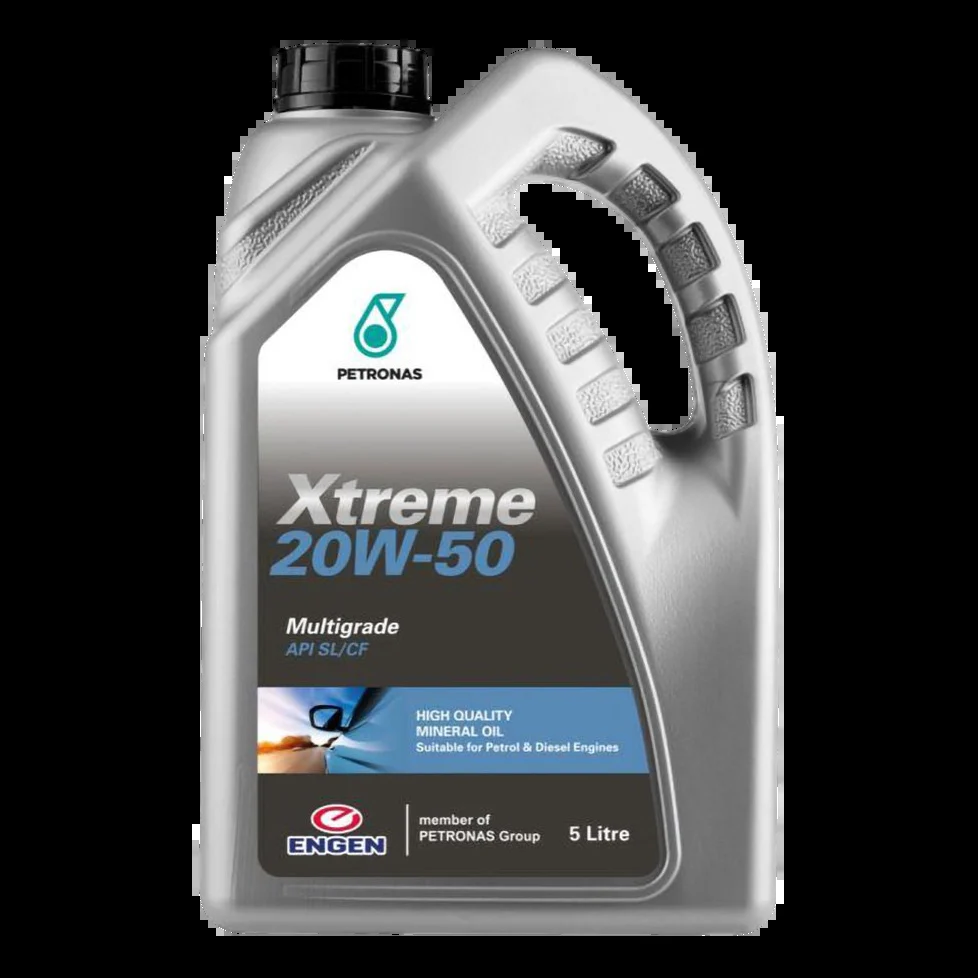 PETRONAS
Xtreme
20W-50
Multigrade
API SL/CF
HIGH QUALITY
MINERAL OIL
Suitable for Petrol & Diesel Engines
ENGEN
member of
PETRONAS Group
5 Litre